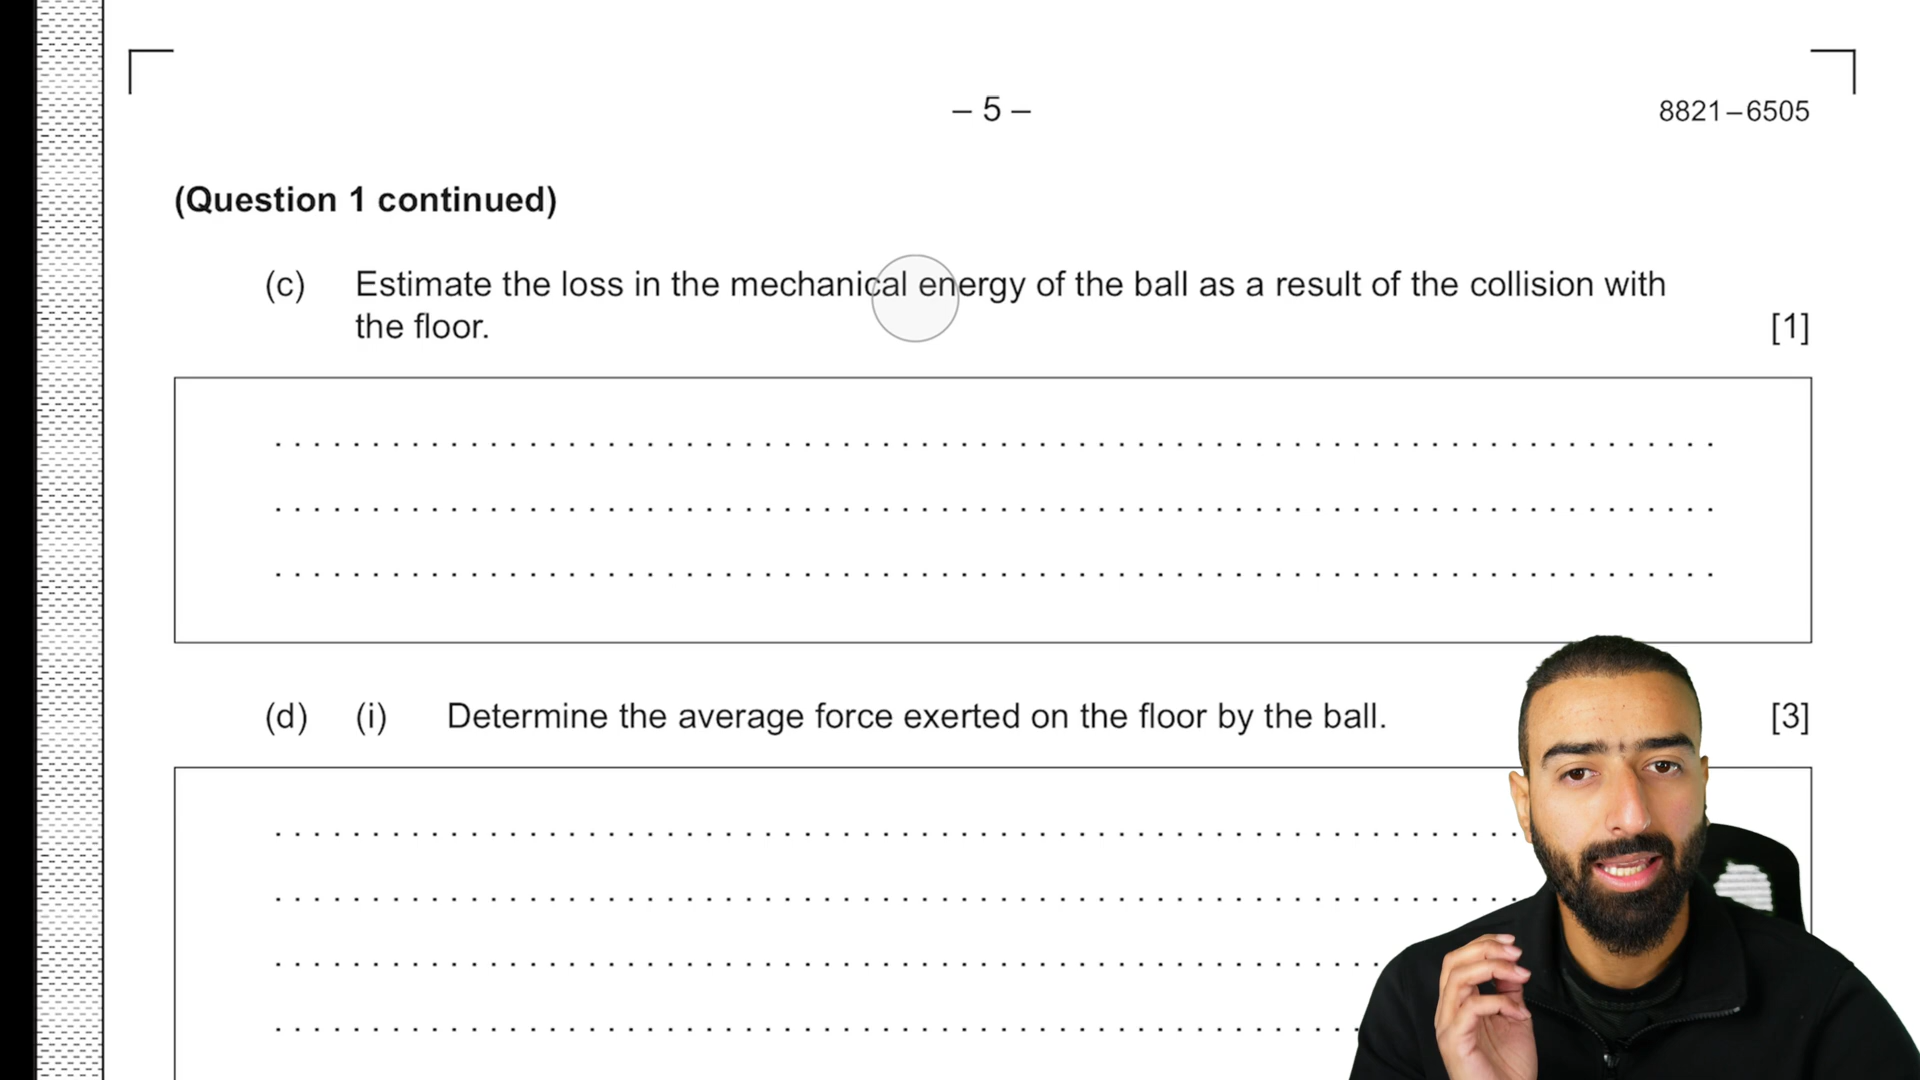 – 5 –
8821–6505
(Question 1 continued)
(c) Estimate the loss in the mechanical energy of the ball as a result of the collision with
the floor. [1]
(d) (i) Determine the average force exerted on the floor by the ball. [3]